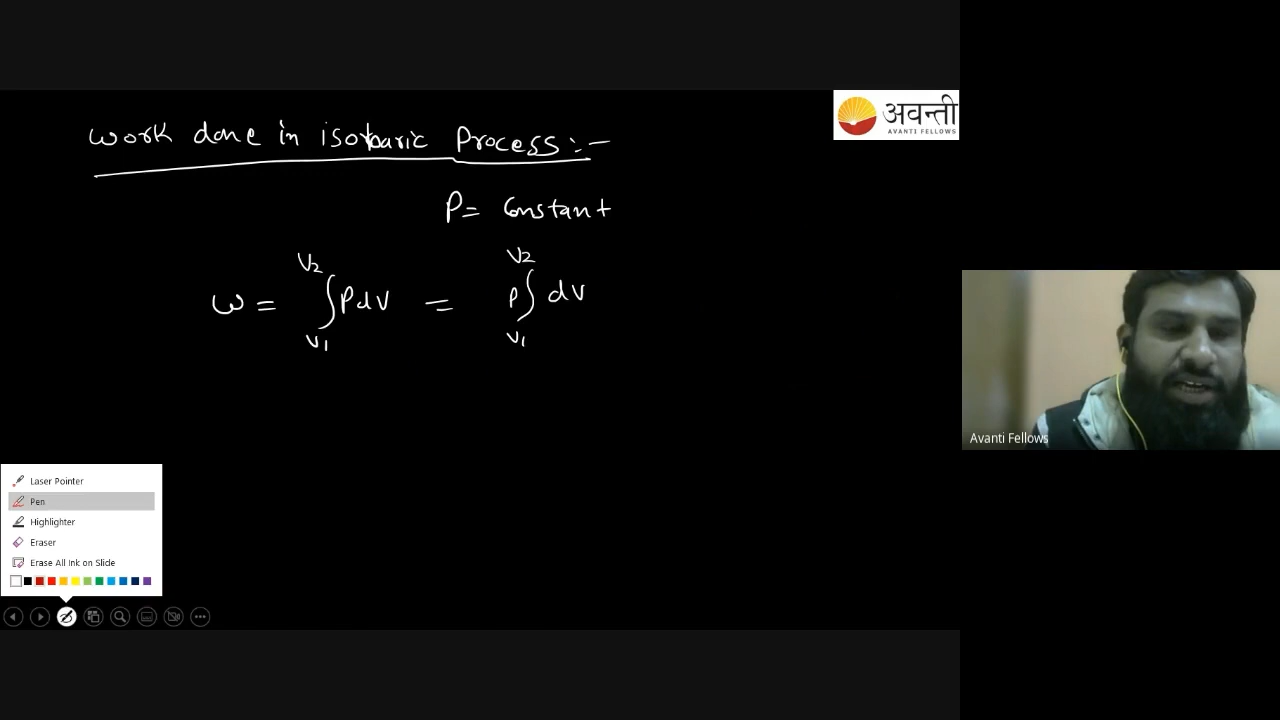 अवन्ती
AVANTI FELLOWS
work done in isobaric Process:-
P= Constant
W = ∫PdV = P∫dV
V2 V2
V1 V1
Avanti Fellows
Laser Pointer
Pen
Highlighter
Eraser
Erase All Ink on Slide